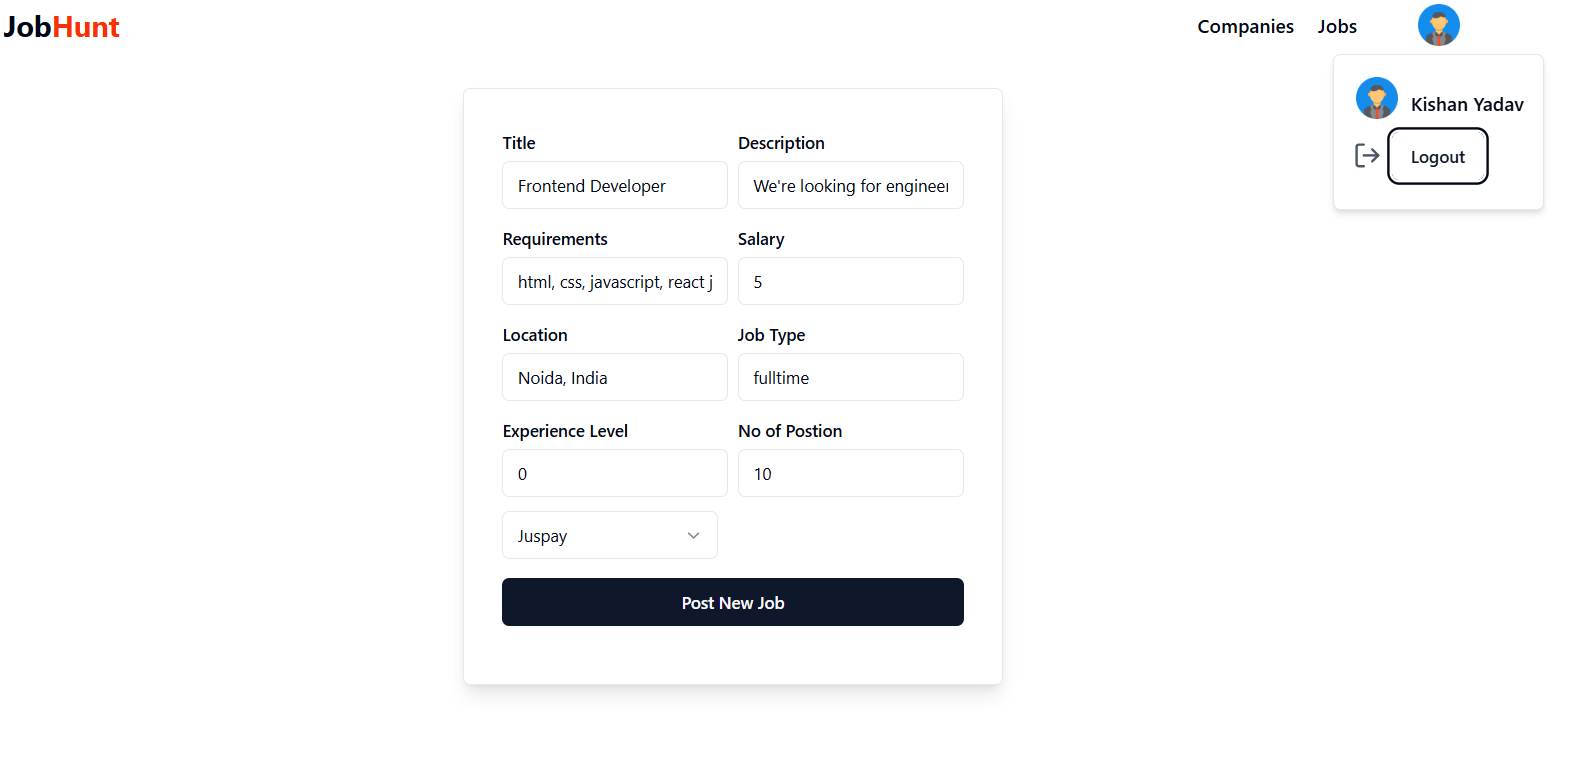 JobHunt
Companies Jobs
Kishan Yadav
Logout
Title Description
Frontend Developer We're looking for engineer
Requirements Salary
html, css, javascript, react j 5
Location Job Type
Noida, India fulltime
Experience Level No of Postion
0 10
Juspay
Post New Job